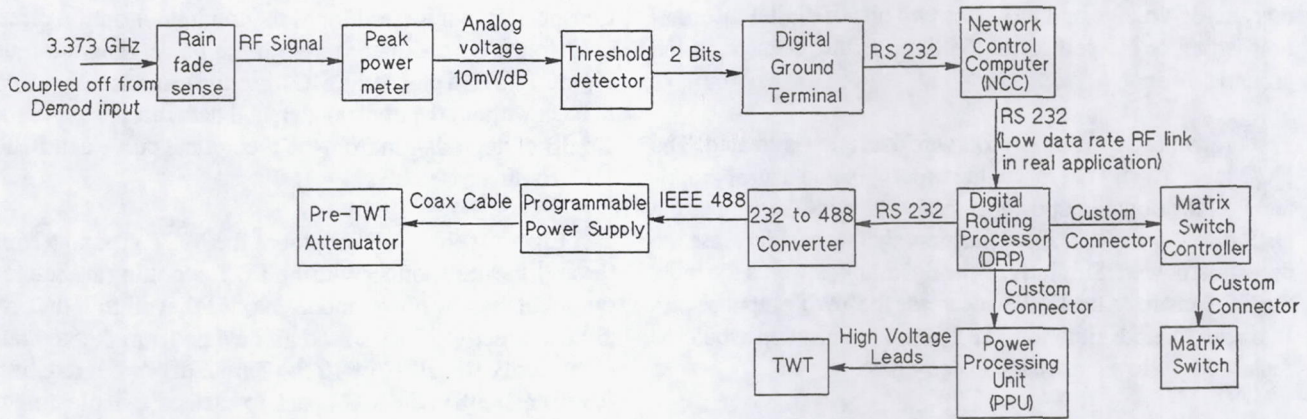 3.373 GHz
Coupled off from
Demod input
Rain
fade
sense
RF Signal
Peak
power
meter
Analog
voltage
10mV/dB
Threshold
detector
2 Bits
Digital
Ground
Terminal
RS 232
Network
Control
Computer
(NCC)
RS 232
(Low data rate RF link
in real application)
Digital
Routing
Processor
(DRP)
Custom
Connector
Matrix
Switch
Controller
Custom
Connector
Matrix
Switch
RS 232
232 to 488
Converter
IEEE 488
Programmable
Power Supply
Coax Cable
Pre-TWT
Attenuator
Custom
Connector
Power
Processing
Unit
(PPU)
High Voltage
Leads
TWT